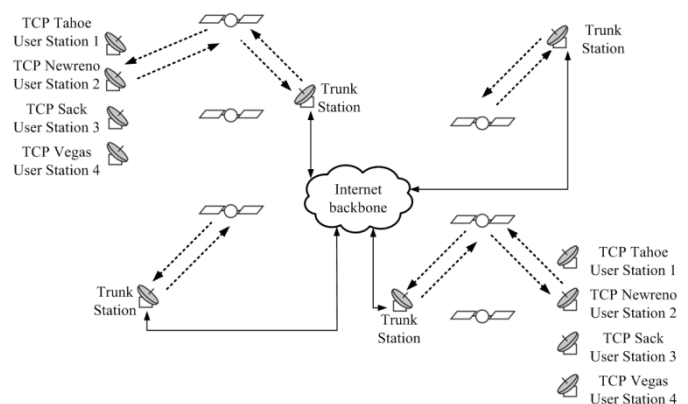 TCP Tahoe
User Station 1
TCP Newreno
User Station 2
TCP Sack
User Station 3
TCP Vegas
User Station 4
Trunk
Station
Trunk
Station
Internet
backbone
Trunk
Station
Trunk
Station
TCP Tahoe
User Station 1
TCP Newreno
User Station 2
TCP Sack
User Station 3
TCP Vegas
User Station 4